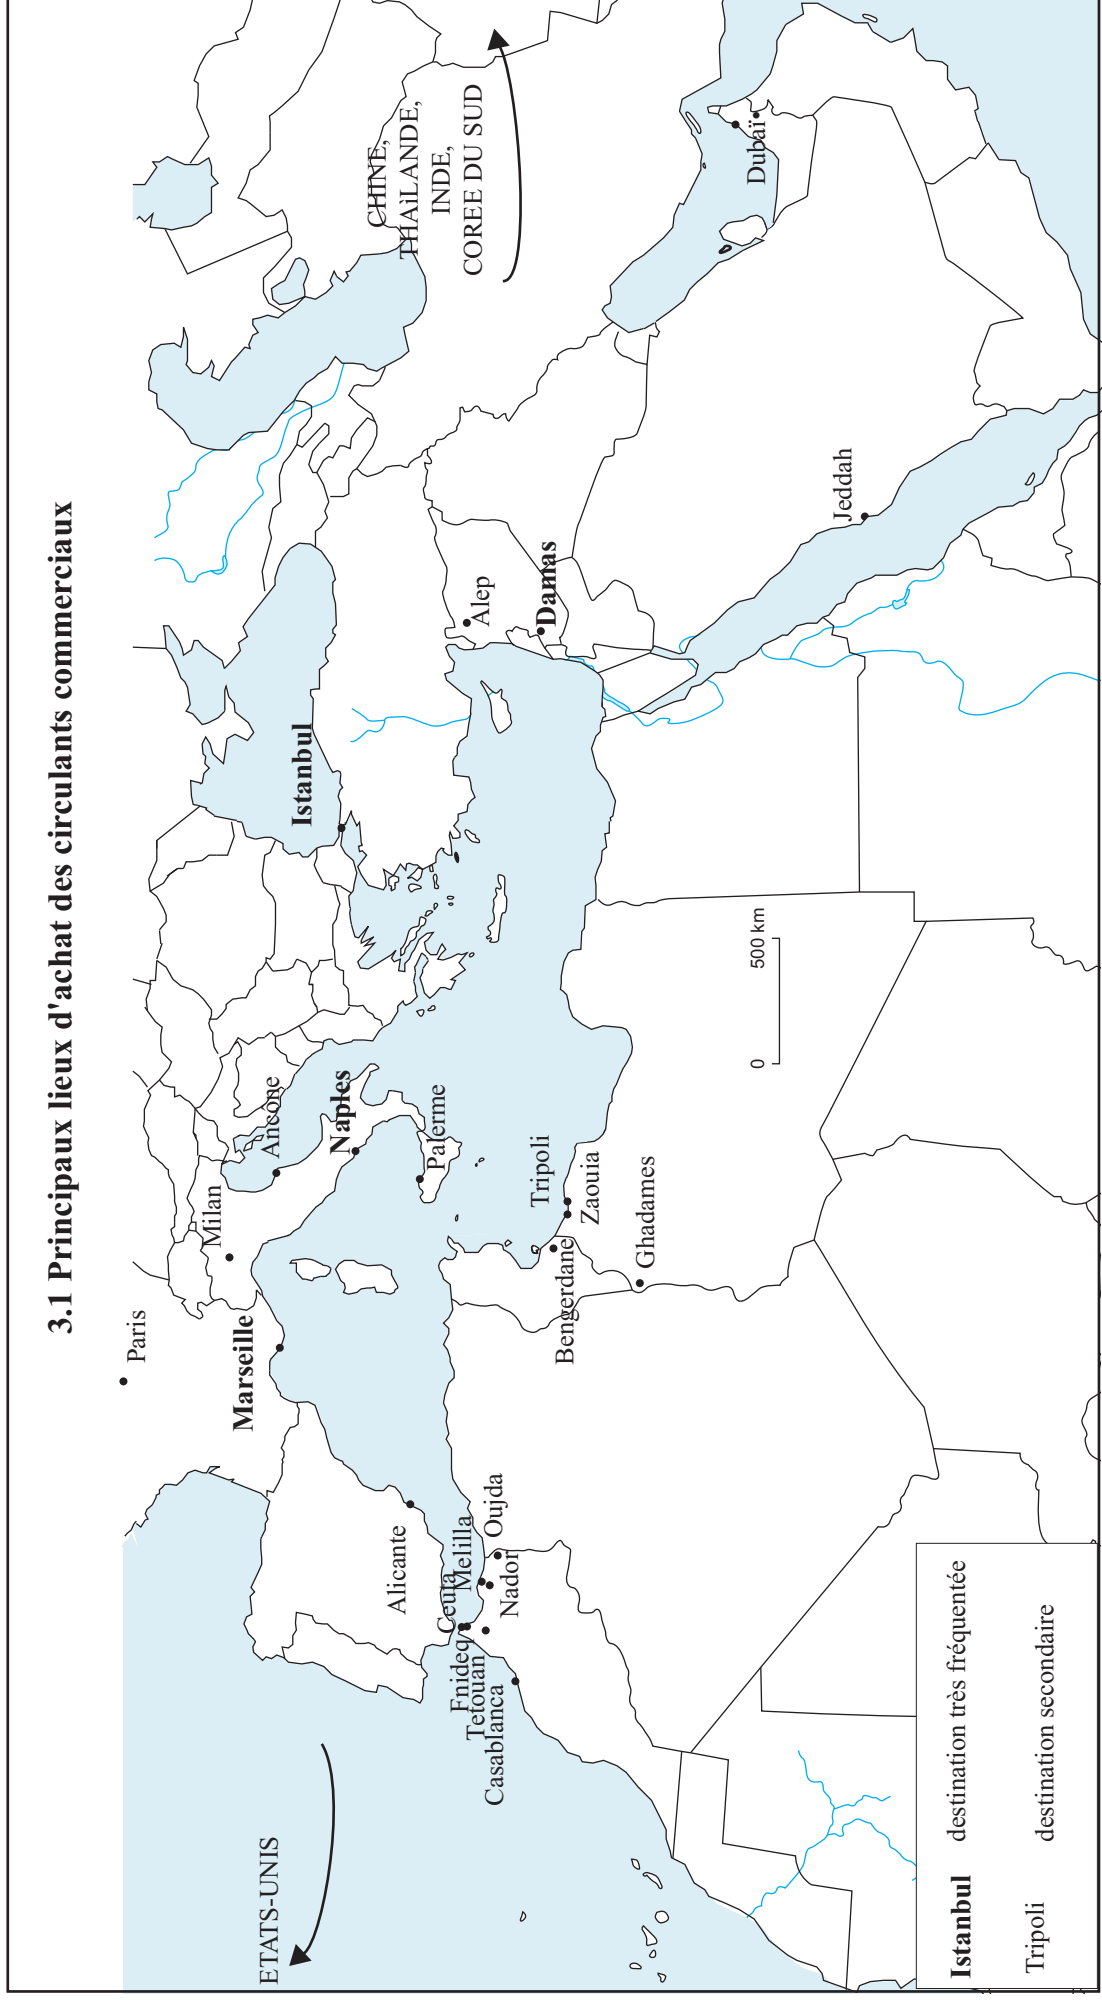 3.1 Principaux lieux d'achat des circulants commerciaux
ETATS-UNIS
CHINE,
THAiLANDE,
INDE,
COREE DU SUD
Paris
Milan
Marseille
Ancone
Naples
Palerme
Istanbul
Alep
Damas
Dubaï
Jeddah
Alicante
Ceuta
Melilla
Oujda
Nador
Fnideq
Tetouan
Casablanca
Tripoli
Zaouia
Bengerdane
Ghadames
0 500 km
Istanbul destination très fréquentée
Tripoli destination secondaire